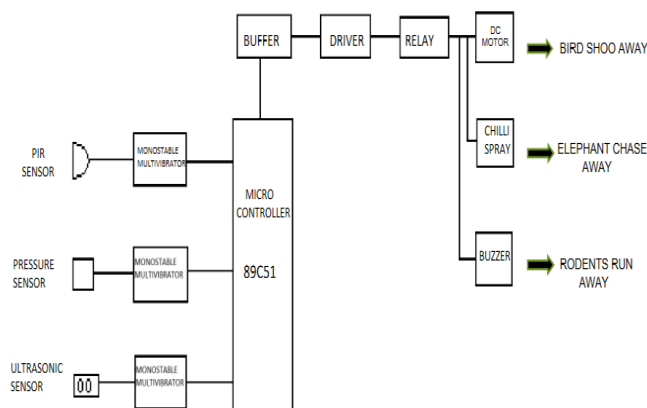 BUFFER
DRIVER
RELAY
DC
MOTOR
BIRD SHOO AWAY
PIR
SENSOR
MONOSTABLE
MULTIVIBRATOR
MICRO
CONTROLLER
89C51
CHILLI
SPRAY
ELEPHANT CHASE
AWAY
PRESSURE
SENSOR
MONOSTABLE
MULTIVIBRATOR
BUZZER
RODENTS RUN
AWAY
ULTRASONIC
SENSOR
MONOSTABLE
MULTIVIBRATOR